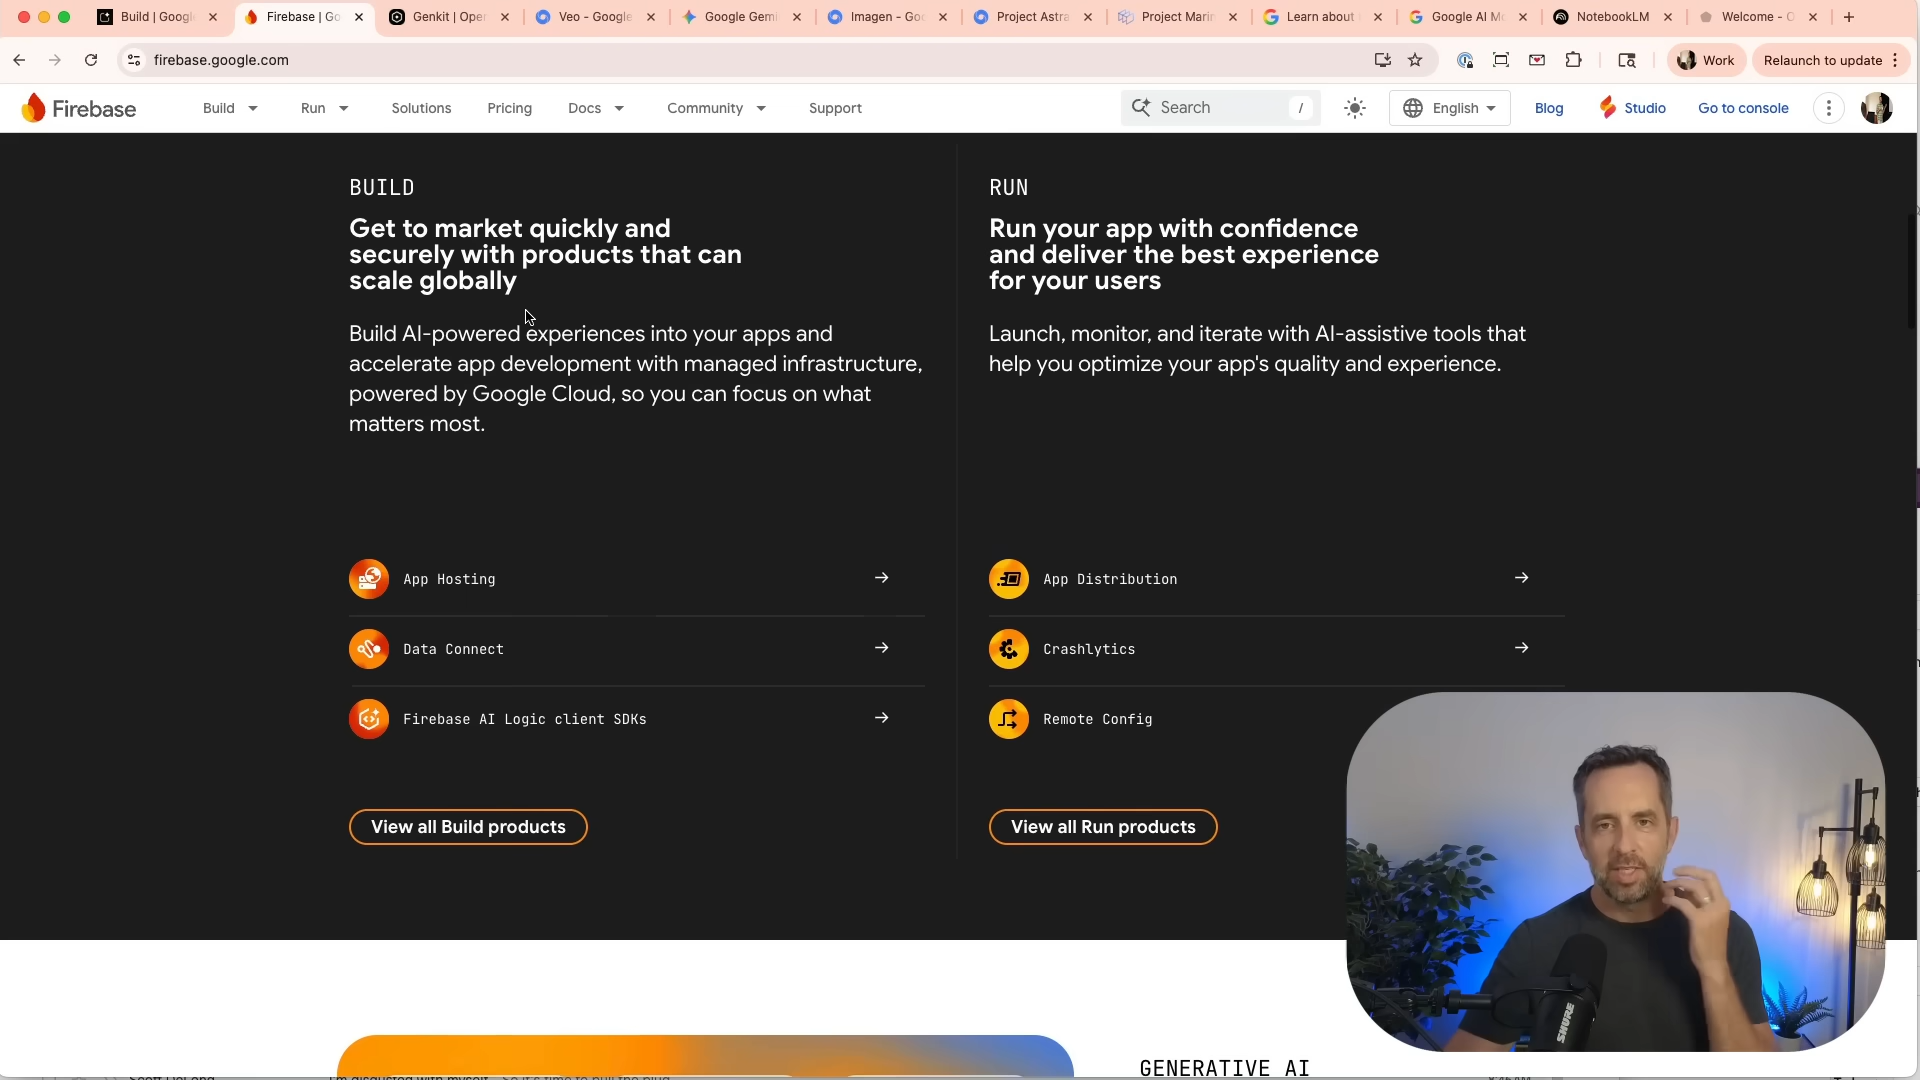 Build | Googl
Firebase | Go
Genkit | Oper
Veo - Google
Google Gemi
Imagen - Goo
Project Astra
Project Marin
Learn about
Google AI Mo
NotebookLM
Welcome - O
firebase.google.com
Work
Relaunch to update
Firebase
Build
Run
Solutions
Pricing
Docs
Community
Support
Search
/
English
Blog
Studio
Go to console
BUILD
Get to market quickly and
securely with products that can
scale globally
Build AI-powered experiences into your apps and
accelerate app development with managed infrastructure,
powered by Google Cloud, so you can focus on what
matters most.
App Hosting
Data Connect
Firebase AI Logic client SDKs
View all Build products
RUN
Run your app with confidence
and deliver the best experience
for your users
Launch, monitor, and iterate with AI-assistive tools that
help you optimize your app's quality and experience.
App Distribution
Crashlytics
Remote Config
View all Run products
SHURE
GENERATIVE AI